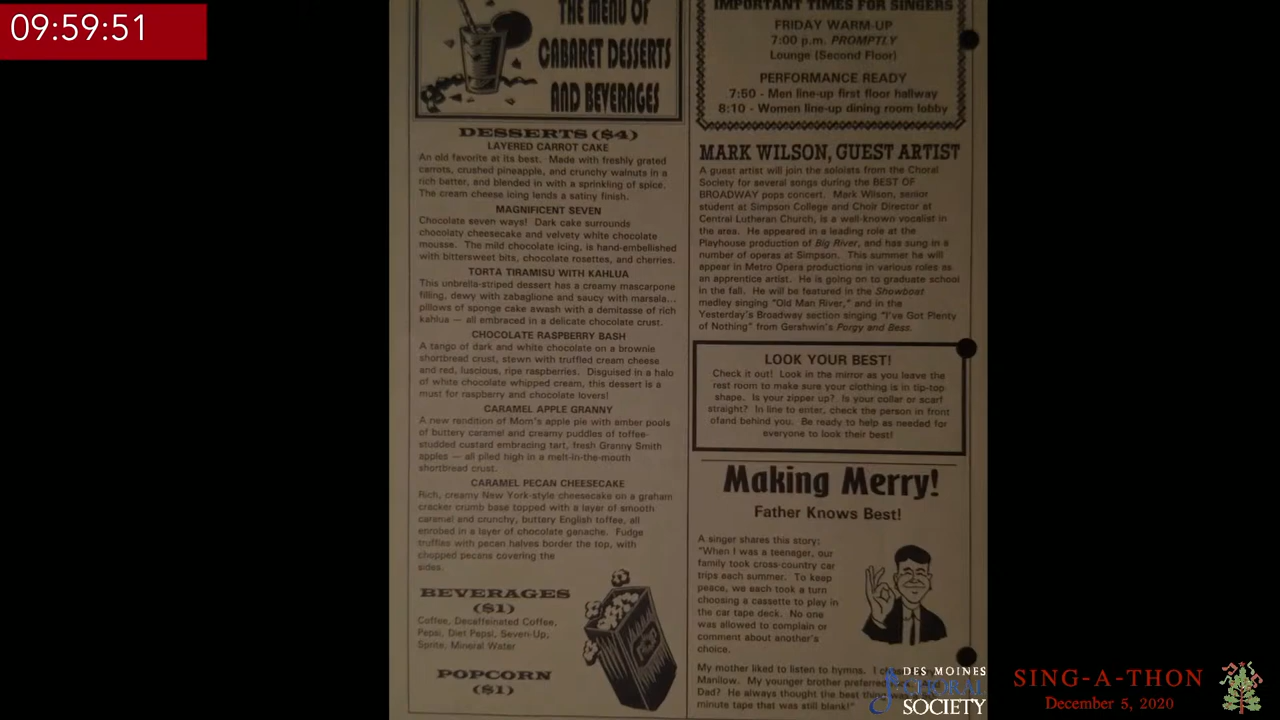 09:59:51
THE MENU OF
CABARET DESSERTS
AND BEVERAGES
DESSERTS ($4)
LAYERED CARROT CAKE
An old favorite at its best. Made with freshly grated
carrots, crushed pineapple, and crunchy walnuts in a
rich batter, and blended in with a sprinkling of spice.
The cream cheese icing lends a satiny finish.
MAGNIFICENT SEVEN
Chocolate seven ways! Dark cake surrounds
chocolaty cheesecake and velvety white chocolate
mousse. The mild chocolate icing, is hand-embellished
with bittersweet bits, chocolate rosettes, and cherries.
TORTA TIRAMISU WITH KAHLUA
This unbrella-striped dessert has a creamy mascarpone
filling, dewy with zabaglione and saucy with marsala...
pillows of sponge cake awash with a demitasse of rich
kahlua — all embraced in a delicate chocolate crust.
CHOCOLATE RASPBERRY BASH
A tango of dark and white chocolate on a brownie
shortbread crust, stewn with truffled cream cheese
and red, luscious, ripe raspberries. Disguised in a halo
of white chocolate whipped cream, this dessert is a
must for raspberry and chocolate lovers!
CARAMEL APPLE GRANNY
A new rendition of Mom's apple pie with amber pools
of buttery caramel and creamy puddles of toffee-
studded custard embracing tart, fresh Granny Smith
apples — all piled high in a melt-in-the-mouth
shortbread crust.
CARAMEL PECAN CHEESECAKE
Rich, creamy New York-style cheesecake on a graham
cracker crumb base topped with a layer of smooth
caramel and crunchy, buttery English toffee, all
enrobed in a layer of chocolate ganache. Fudge
truffles with pecan halves border the top, with
chopped pecans covering the
sides.
BEVERAGES
($1)
Coffee, Decaffeinated Coffee,
Pepsi, Diet Pepsi, Seven-Up,
Sprite, Mineral Water
POPCORN
($1)
IMPORTANT TIMES FOR SINGERS
FRIDAY WARM-UP
7:00 p.m. PROMPTLY
Lounge (Second Floor)
PERFORMANCE READY
7:50 - Men line-up first floor hallway
8:10 - Women line-up dining room lobby
MARK WILSON, GUEST ARTIST
A guest artist will join the soloists from the Choral
Society for several songs during the BEST OF
BROADWAY pops concert. Mark Wilson, senior
student at Simpson College and Choir Director at
Central Lutheran Church, is a well-known vocalist in
the area. He appeared in a leading role at the
Playhouse production of Big River, and has sung in a
number of operas at Simpson. This summer he will
appear in Metro Opera productions in various roles as
an apprentice artist. He is going on to graduate school
in the fall. He will be featured in the Showboat
medley singing "Old Man River," and in the
Yesterday's Broadway section singing "I've Got Plenty
of Nothing" from Gershwin's Porgy and Bess.
LOOK YOUR BEST!
Check it out! Look in the mirror as you leave the
rest room to make sure your clothing is in tip-top
shape. Is your zipper up? Is your collar or scarf
straight? In line to enter, check the person in front
ofand behind you. Be ready to help as needed for
everyone to look their best!
Making Merry!
Father Knows Best!
A singer shares this story:
"When I was a teenager, our
family took cross-country car
trips each summer. To keep
peace, we each took a turn
choosing a cassette to play in
the car tape deck. No one
was allowed to complain or
comment about another's
choice.
My mother liked to listen to hymns. I
Manilow. My younger brother preferred
Dad? He always thought the best
minute tape that was still blank!"
DES MOINES
CHORAL
SOCIETY
SING-A-THON
December 5, 2020